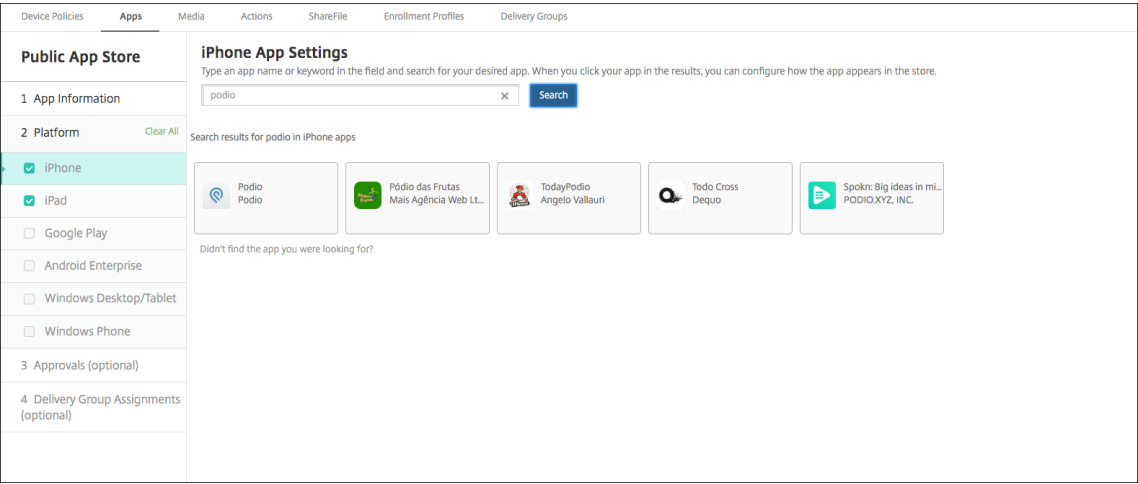 Device Policies Apps Media Actions ShareFile Enrollment Profiles Delivery Groups
Public App Store
1 App Information
2 Platform Clear All
iPhone
iPad
Google Play
Android Enterprise
Windows Desktop/Tablet
Windows Phone
3 Approvals (optional)
4 Delivery Group Assignments
(optional)
iPhone App Settings
Type an app name or keyword in the field and search for your desired app. When you click your app in the results, you can configure how the app appears in the store.
podio Search
Search results for podio in iPhone apps
Podio
Podio
Pódio das Frutas
Mais Agência Web Lt...
TodayPodio
Angelo Vallauri
Todo Cross
Dequo
Spokn: Big ideas in mi...
PODIO.XYZ, INC.
Didn't find the app you were looking for?